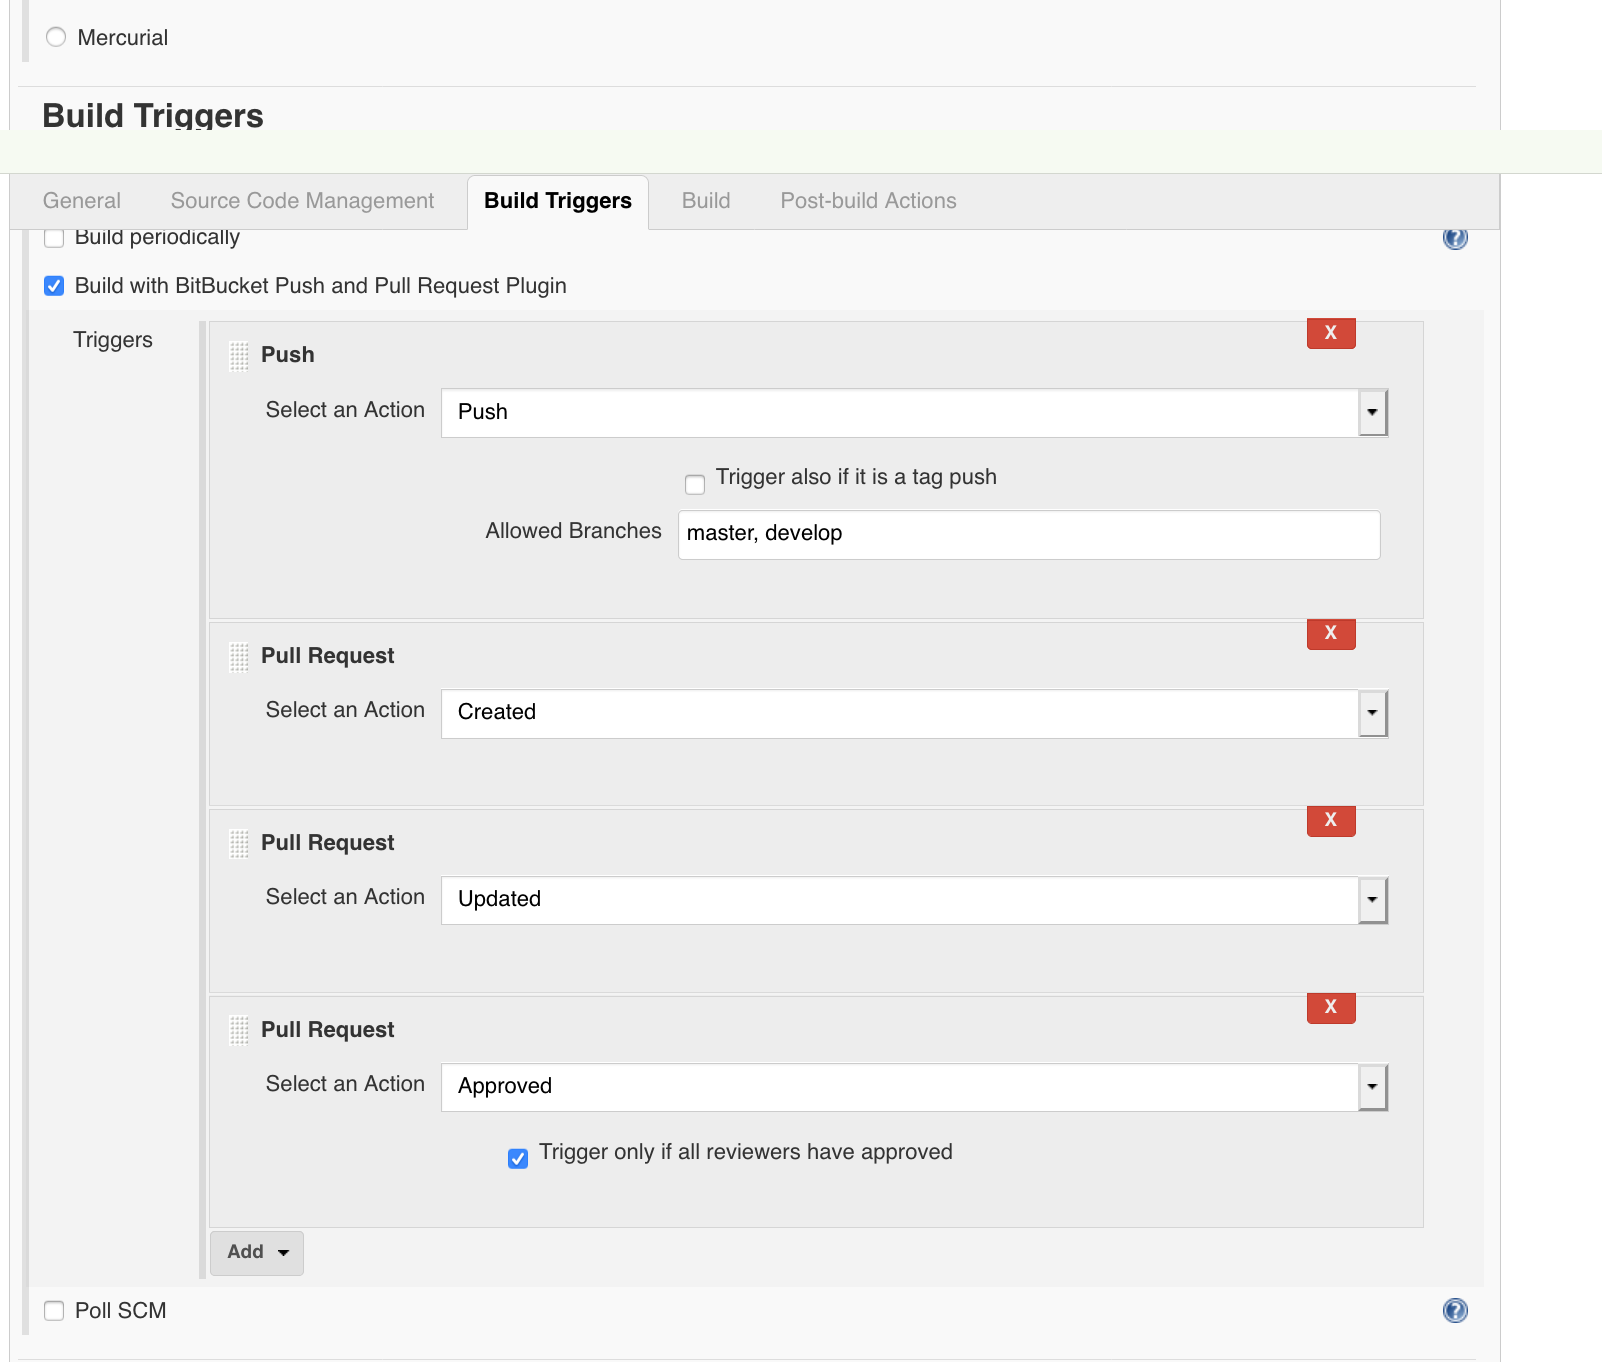 Mercurial
Build Triggers
General Source Code Management Build Triggers Build Post-build Actions
Build periodically ?
Build with BitBucket Push and Pull Request Plugin
Triggers
X
Push
Select an Action Push
Trigger also if it is a tag push
Allowed Branches master, develop
X
Pull Request
Select an Action Created
X
Pull Request
Select an Action Updated
X
Pull Request
Select an Action Approved
Trigger only if all reviewers have approved
Add
Poll SCM ?